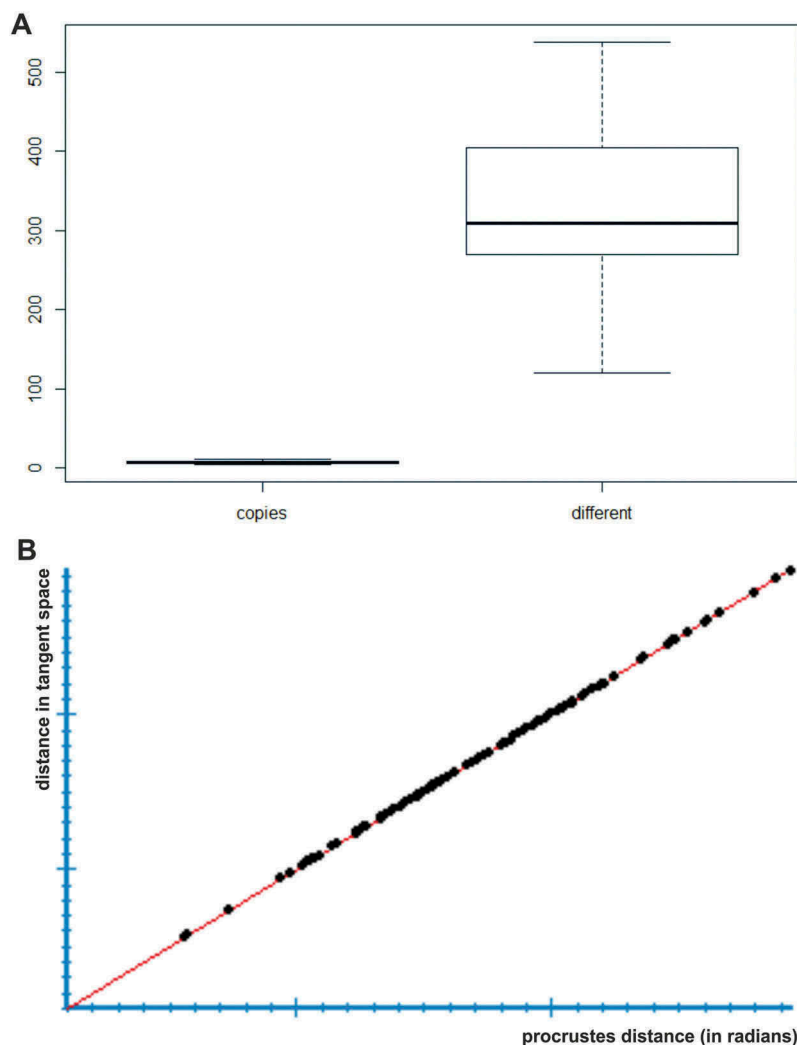 A
500
400
300
200
100
0
copies different
B
distance in tangent space
procrustes distance (in radians)